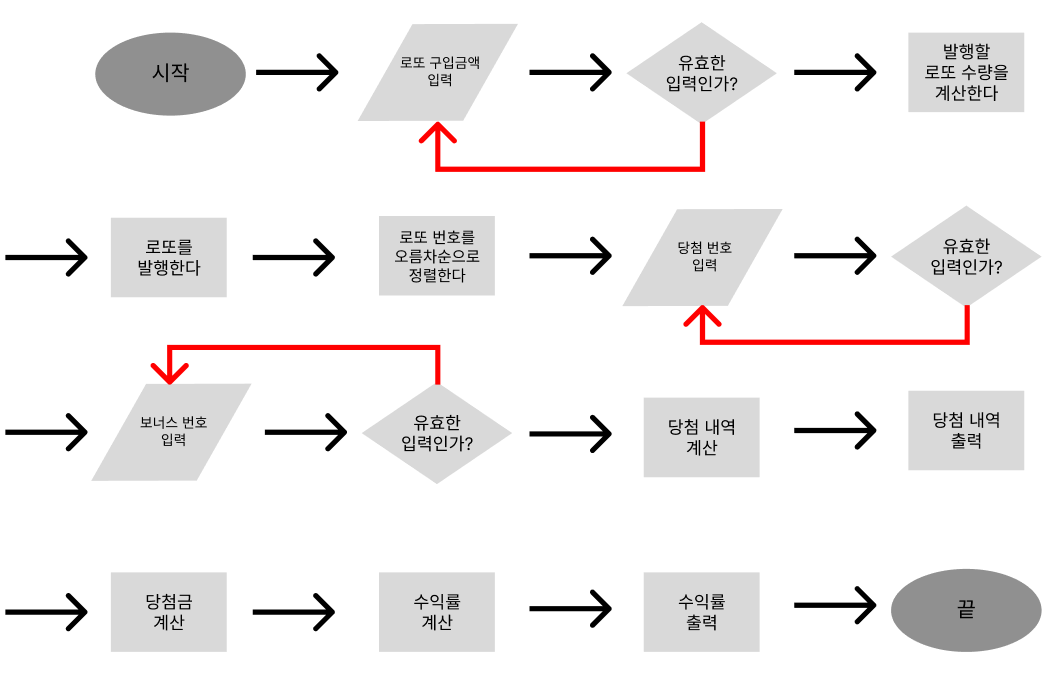 시작
로또 구입금액
입력
유효한
입력인가?
발행할
로또 수량을
계산한다
로또를
발행한다
로또 번호를
오름차순으로
정렬한다
당첨 번호
입력
유효한
입력인가?
보너스 번호
입력
유효한
입력인가?
당첨 내역
계산
당첨 내역
출력
당첨금
계산
수익률
계산
수익률
출력
끝